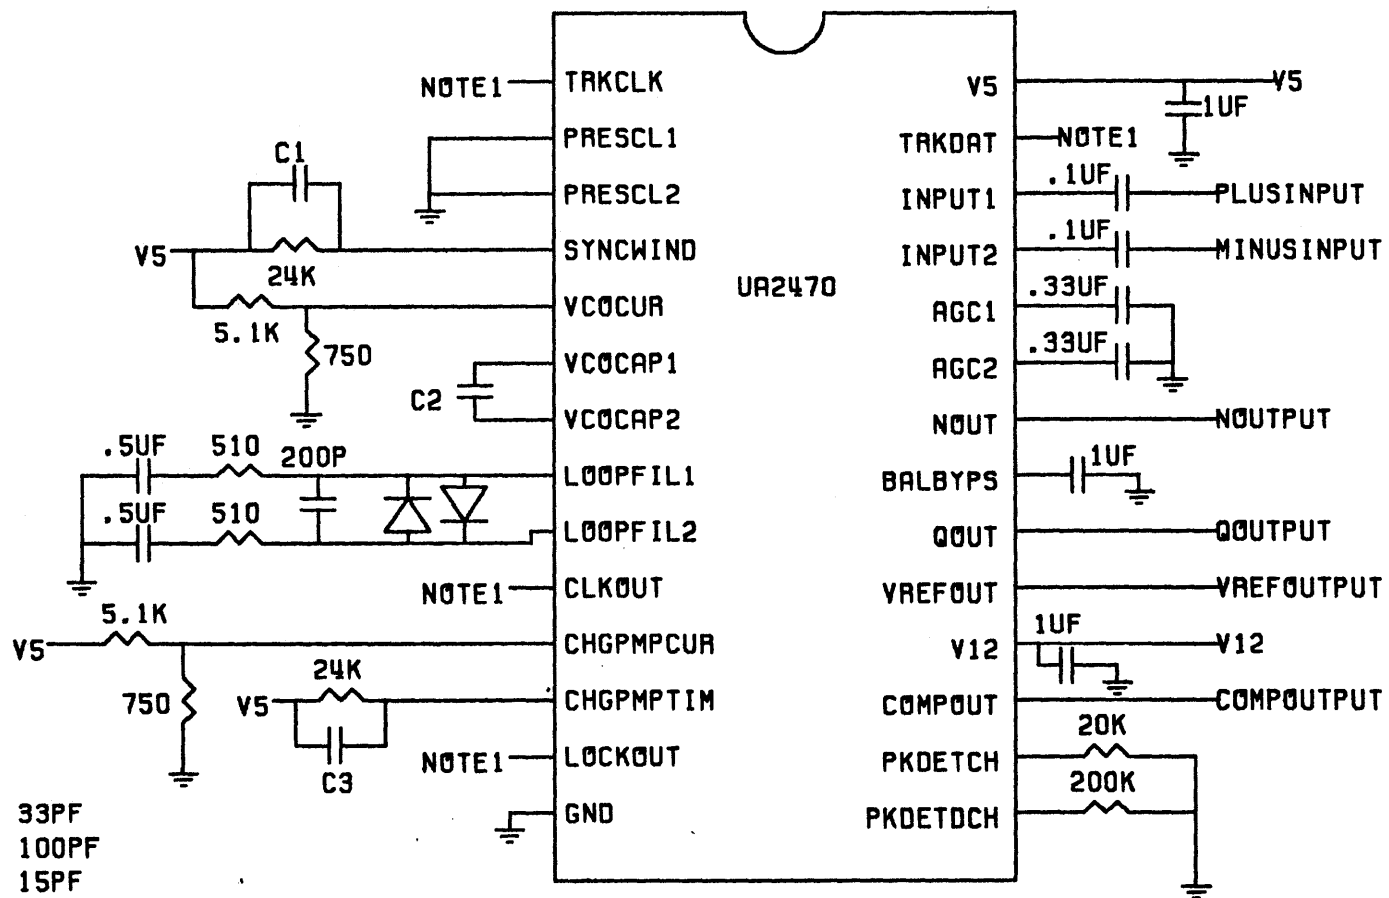 NOTE1
TRKCLK
PRESCL1
PRESCL2
C1
V5
24K
SYNCWIND
5.1K
VCOCUR
750
VCOCAP1
C2
VCOCAP2
.5UF
510
200P
LOOPFIL1
.5UF
510
LOOPFIL2
NOTE1
CLKOUT
5.1K
V5
CHGPMPCUR
750
24K
V5
CHGPMPTIM
C3
NOTE1
LOCKOUT
GND
33PF
100PF
15PF
UA2470
V5
V5
1UF
TRKDAT
NOTE1
INPUT1
.1UF
PLUSINPUT
INPUT2
.1UF
MINUSINPUT
AGC1
.33UF
AGC2
.33UF
NOUT
NOUTPUT
BALBYPS
1UF
QOUT
QOUTPUT
VREFOUT
VREFOUTPUT
V12
1UF
V12
COMPOUT
COMPOUTPUT
PKDETCH
20K
PKDETDCH
200K